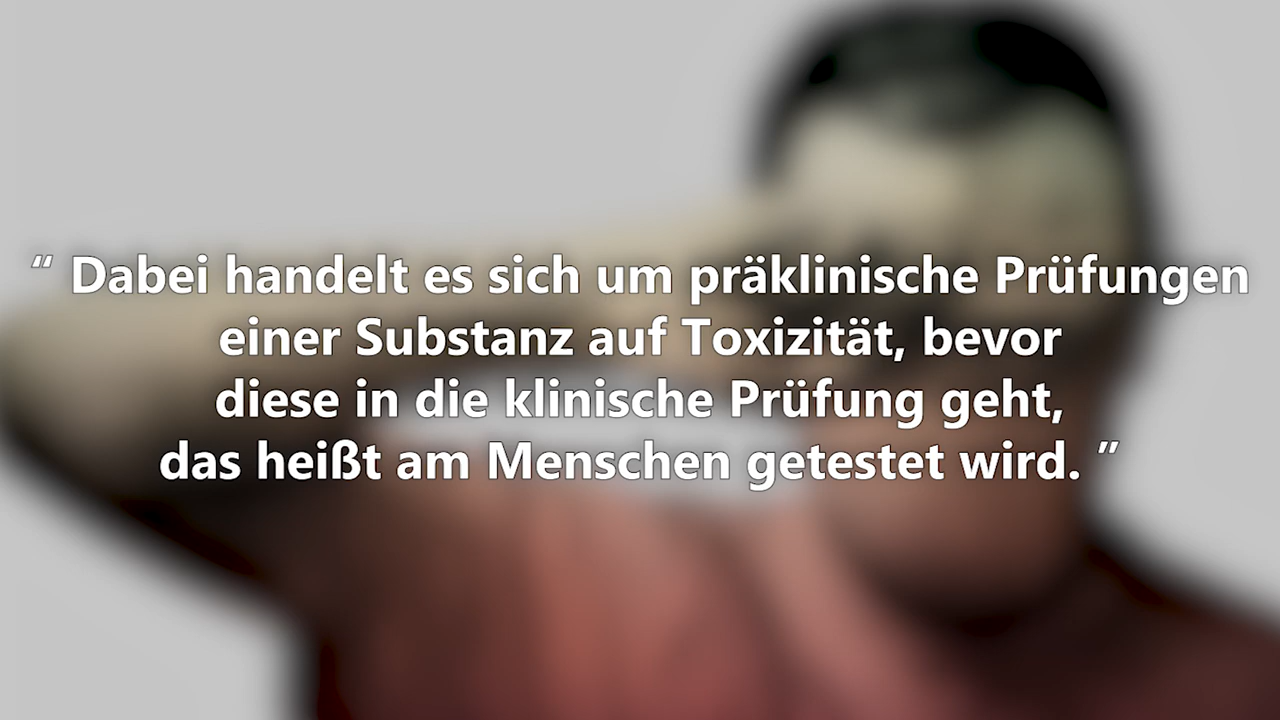 “ Dabei handelt es sich um präklinische Prüfungen
einer Substanz auf Toxizität, bevor
diese in die klinische Prüfung geht,
das heißt am Menschen getestet wird. ”